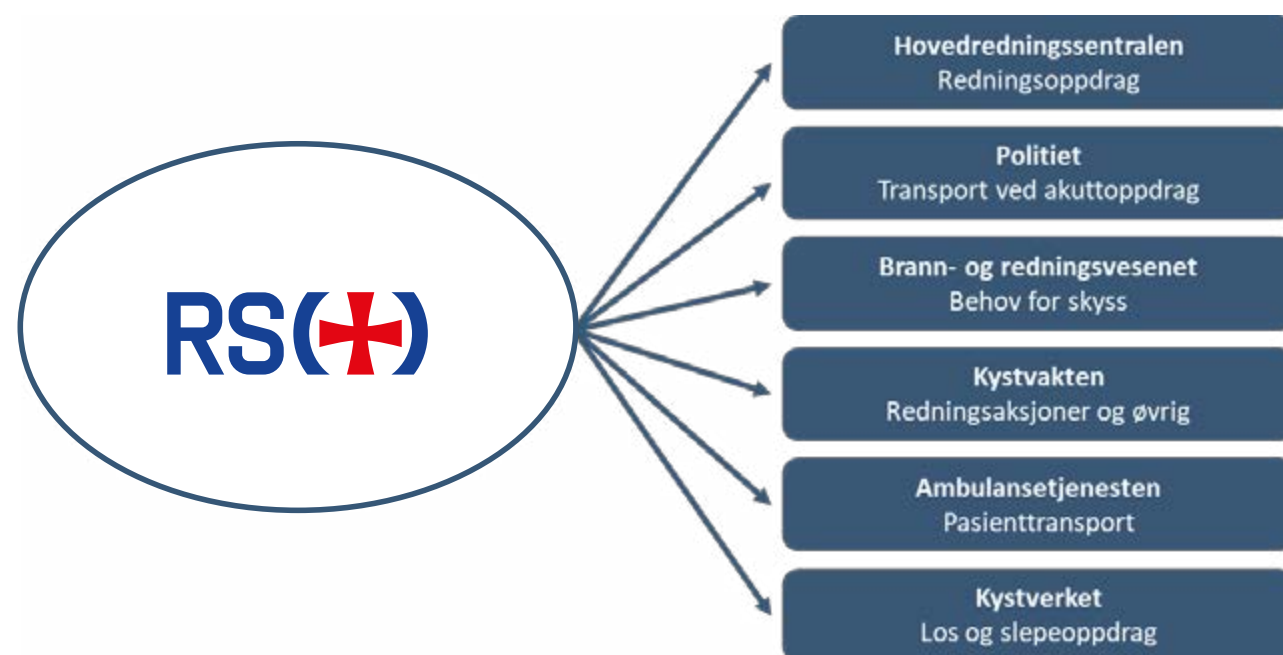 RS(+)
Hovedredningssentralen
Redningsoppdrag
Politiet
Transport ved akuttoppdrag
Brann- og redningsvesenet
Behov for skyss
Kystvakten
Redningsaksjoner og øvrig
Ambulansetjenesten
Pasienttransport
Kystverket
Los og slepeoppdrag